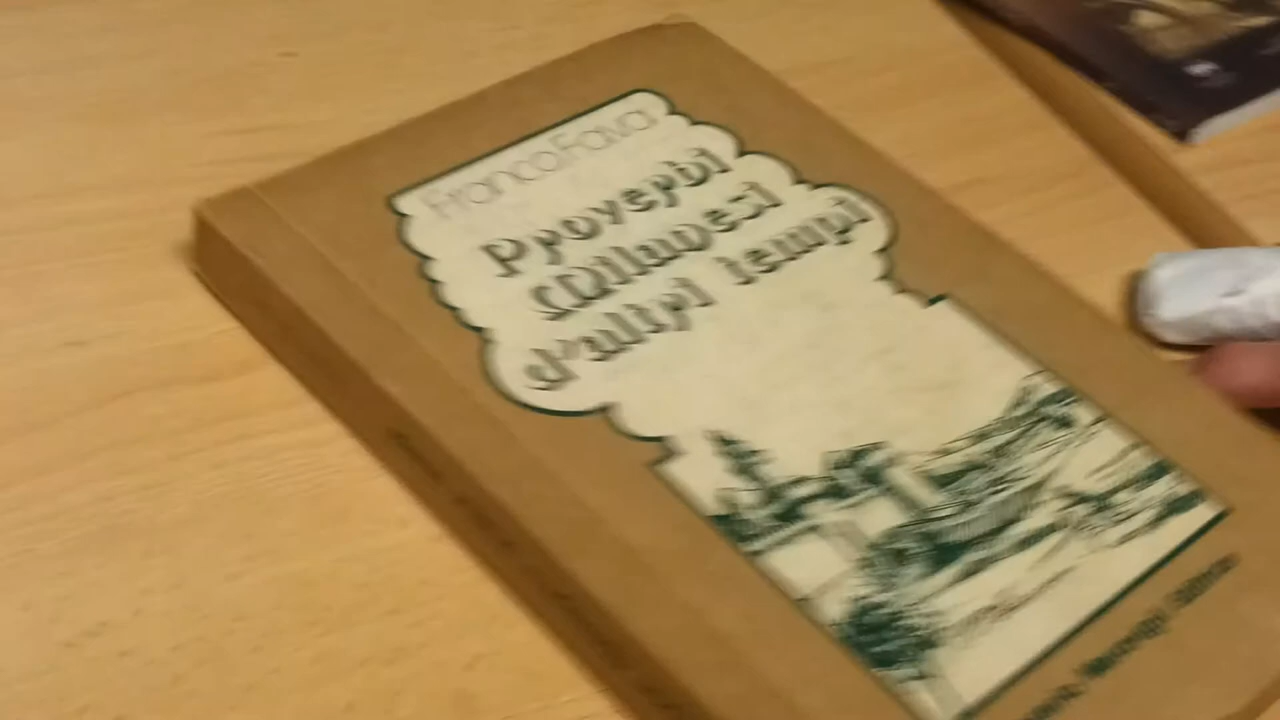 Franco Fava
Proverbi
Milanesi
d'altri tempi